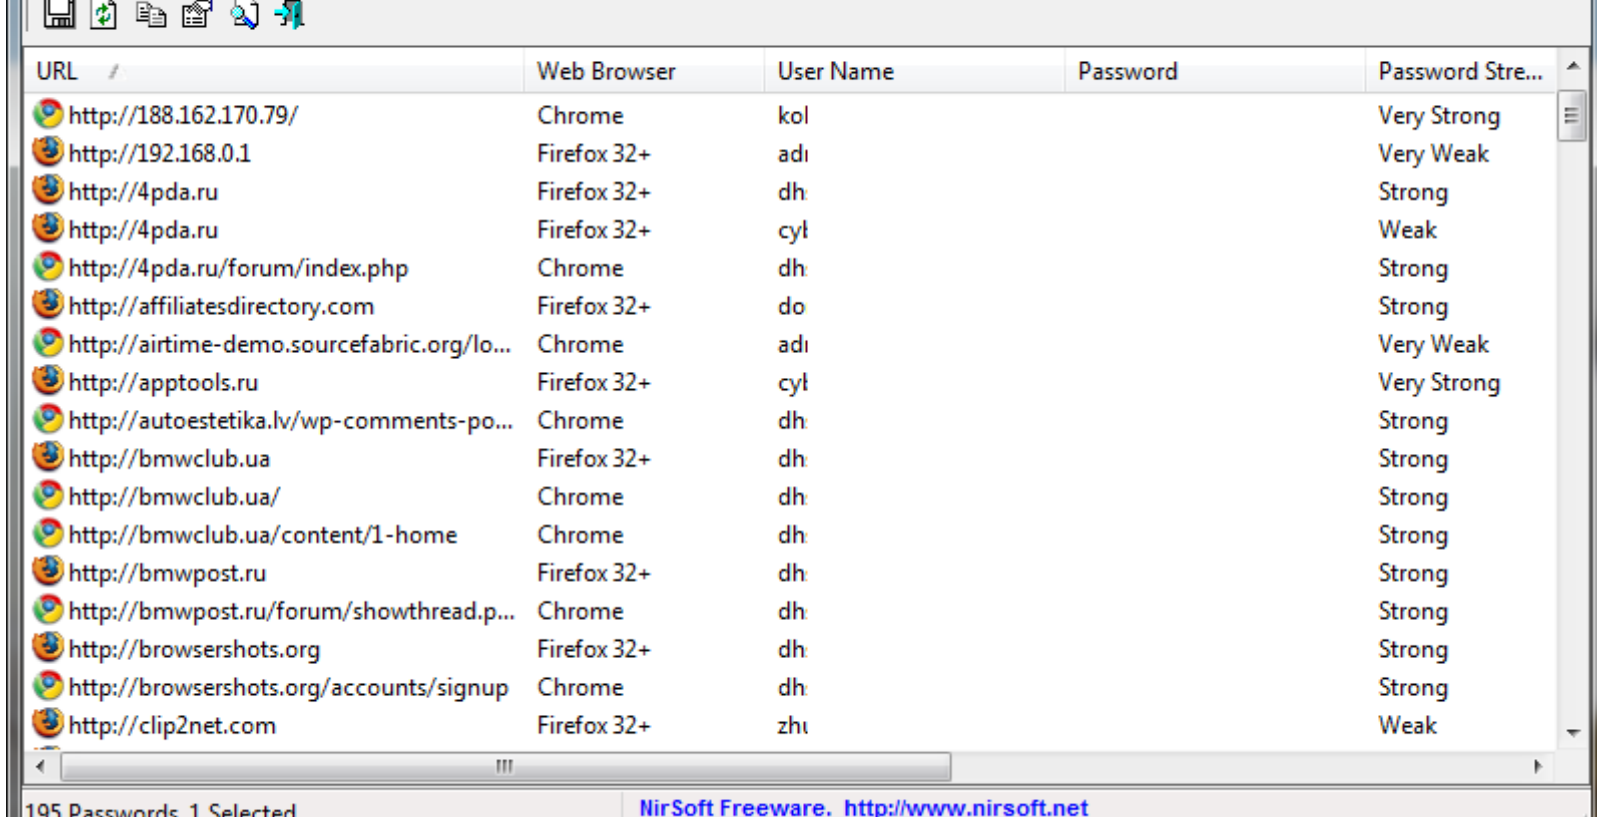 URL Web Browser User Name Password Password Stre...
http://188.162.170.79/ Chrome kol Very Strong
http://192.168.0.1 Firefox 32+ Very Weak
http://4pda.ru Firefox 32+ dh Strong
http://4pda.ru Firefox 32+ Weak
http://4pda.ru/forum/index.php Chrome dh Strong
http://affiliatesdirectory.com Firefox 32+ do Strong
http://airtime-demo.sourcefabric.org/lo... Chrome Very Weak
http://apptools.ru Firefox 32+ Very Strong
http://autoestetika.lv/wp-comments-po... Chrome dh Strong
http://bmwclub.ua Firefox 32+ dh Strong
http://bmwclub.ua/ Chrome dh Strong
http://bmwclub.ua/content/1-home Chrome dh Strong
http://bmwpost.ru Firefox 32+ dh Strong
http://bmwpost.ru/forum/showthread.p... Chrome dh Strong
http://browsershots.org Firefox 32+ dh Strong
http://browsershots.org/accounts/signup Chrome dh Strong
http://clip2net.com Firefox 32+ Weak
195 Passwords, 1 Selected NirSoft Freeware. http://www.nirsoft.net